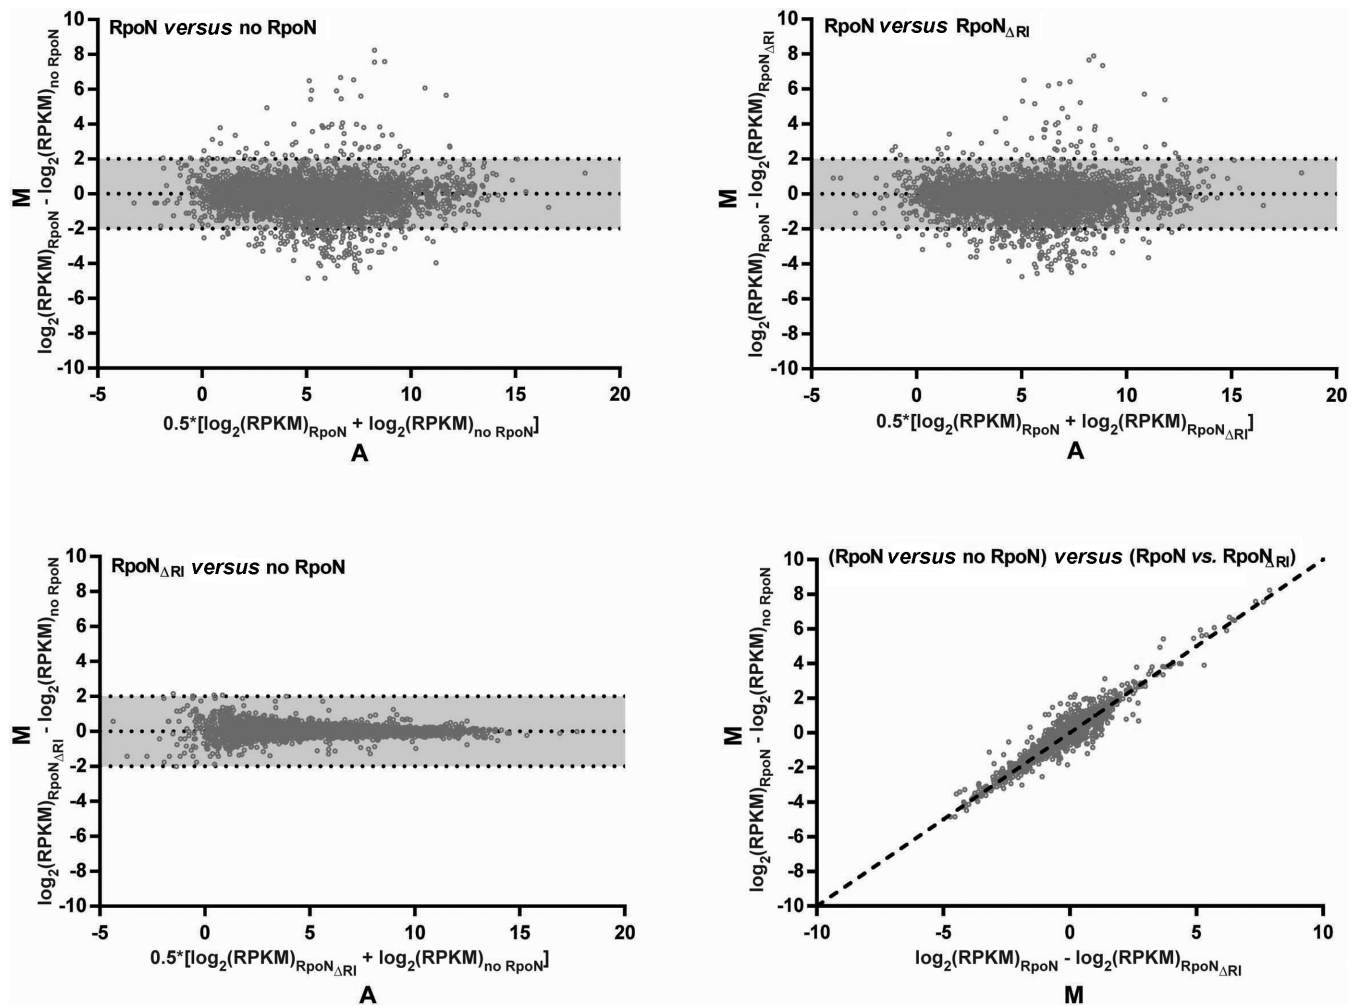 RpoN versus no RpoN
M
log2(RPKM)RpoN - log2(RPKM)no RpoN
10
8
6
4
2
0
-2
-4
-6
-8
-10
-5 0 5 10 15 20
0.5*[log2(RPKM)RpoN + log2(RPKM)no RpoN]
A
RpoN versus RpoNΔRI
M
log2(RPKM)RpoN - log2(RPKM)RpoNΔRI
10
8
6
4
2
0
-2
-4
-6
-8
-10
-5 0 5 10 15 20
0.5*[log2(RPKM)RpoN + log2(RPKM)RpoNΔRI]
A
RpoNΔRI versus no RpoN
M
log2(RPKM)RpoNΔRI - log2(RPKM)no RpoN
10
8
6
4
2
0
-2
-4
-6
-8
-10
-5 0 5 10 15 20
0.5*[log2(RPKM)RpoNΔRI + log2(RPKM)no RpoN]
A
(RpoN versus no RpoN) versus (RpoN vs. RpoNΔRI)
M
log2(RPKM)RpoN - log2(RPKM)no RpoN
10
8
6
4
2
0
-2
-4
-6
-8
-10
-10 -5 0 5 10
log2(RPKM)RpoN - log2(RPKM)RpoNΔRI
M